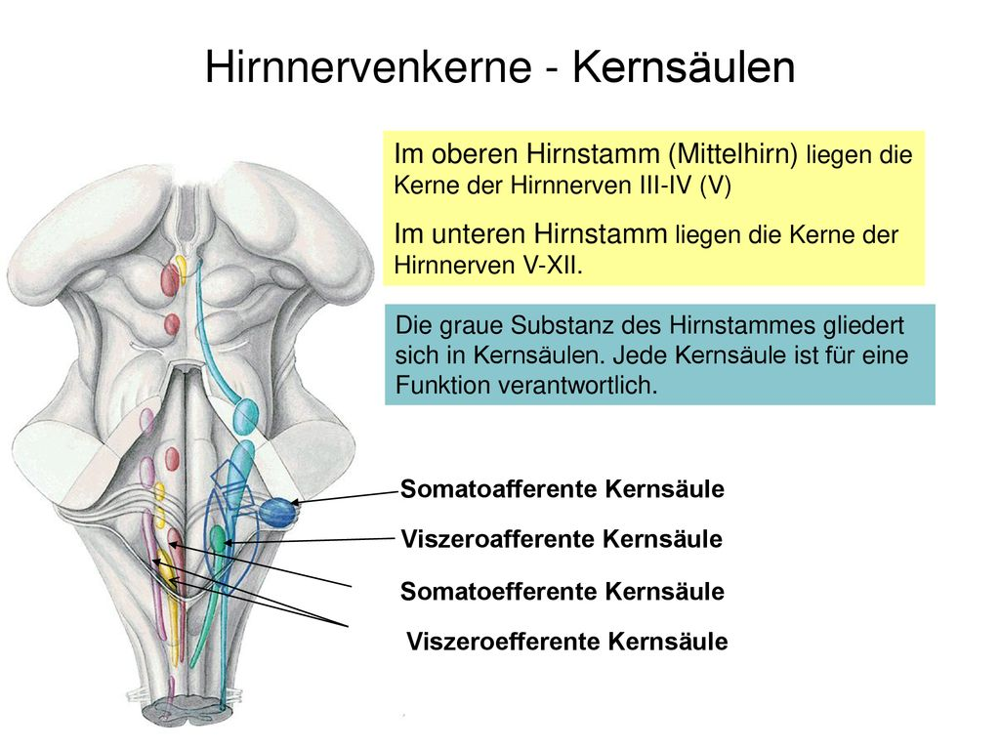 Hirnnervenkerne - Kernsäulen
Im oberen Hirnstamm (Mittelhirn) liegen die
Kerne der Hirnnerven III-IV (V)
Im unteren Hirnstamm liegen die Kerne der
Hirnnerven V-XII.
Die graue Substanz des Hirnstammes gliedert
sich in Kernsäulen. Jede Kernsäule ist für eine
Funktion verantwortlich.
Somatoafferente Kernsäule
Viszeroafferente Kernsäule
Somatoefferente Kernsäule
Viszeroefferente Kernsäule